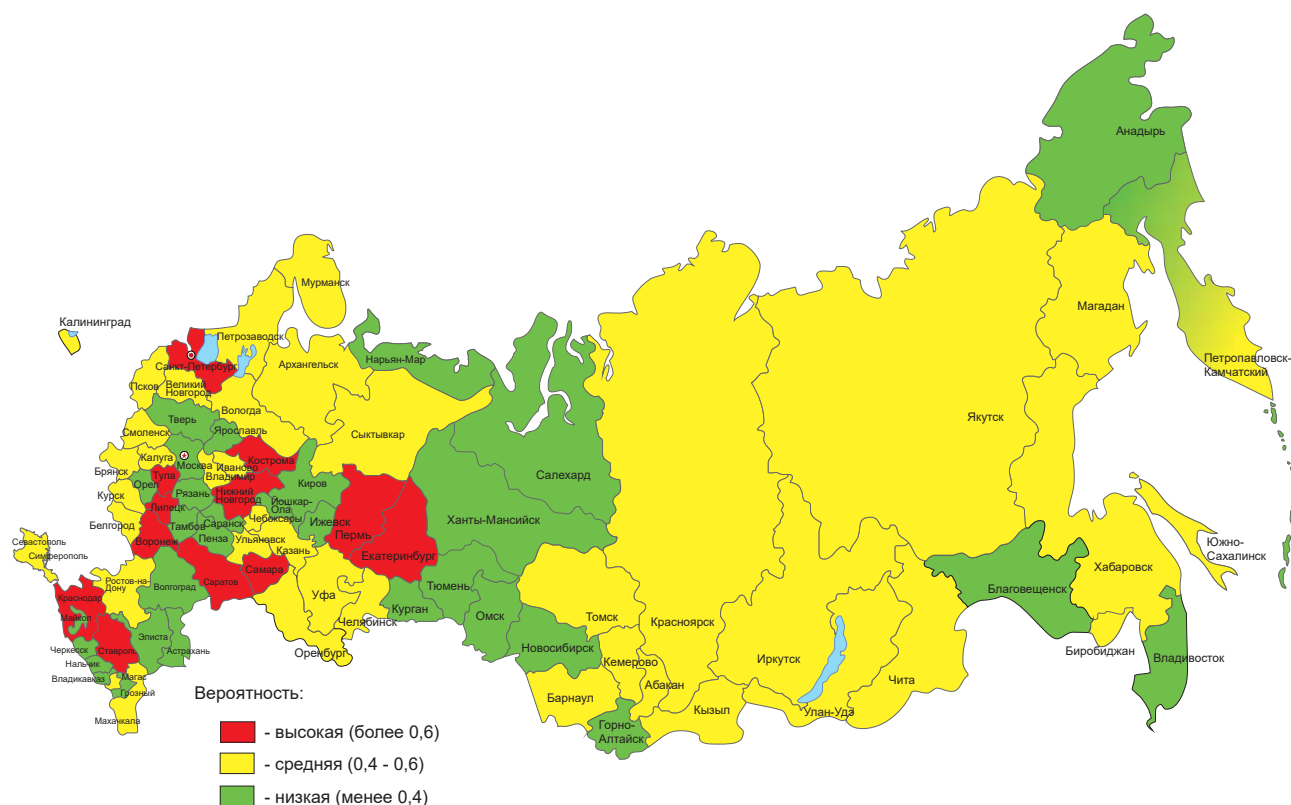 Анадырь
Мурманск
Магадан
Калининград
Петрозаводск
Нарьян-Мар
Архангельск
Санкт-Петербург
Петропавловск-
Камчатский
Псков
Великий
Новгород
Вологда
Якутск
Тверь
Ярославль
Смоленск
Сыктывкар
Калуга
Москва
Иваново
Кострома
Владимир
Брянск
Тула
Салехард
Орел
Рязань
Нижний
Новгород
Киров
Йошкар-
Ола
Курск
Липецк
Чебоксары
Ханты-Мансийск
Белгород
Тамбов
Саранск
Ижевск
Пермь
Воронеж
Пенза
Ульяновск
Казань
Екатеринбург
Севастополь
Симферополь
Южно-
Сахалинск
Хабаровск
Самара
Саратов
Ростов-на-
Дону
Волгоград
Уфа
Тюмень
Благовещенск
Краснодар
Курган
Омск
Томск
Красноярск
Майкоп
Челябинск
Элиста
Новосибирск
Черкесск
Ставрополь
Астрахань
Оренбург
Биробиджан
Владивосток
Нальчик
Кемерово
Иркутск
Владикавказ
Магас
Грозный
Абакан
Чита
Барнаул
Кызыл
Улан-Удэ
Махачкала
Горно-
Алтайск
Вероятность:
- высокая (более 0,6)
- средняя (0,4 - 0,6)
- низкая (менее 0,4)